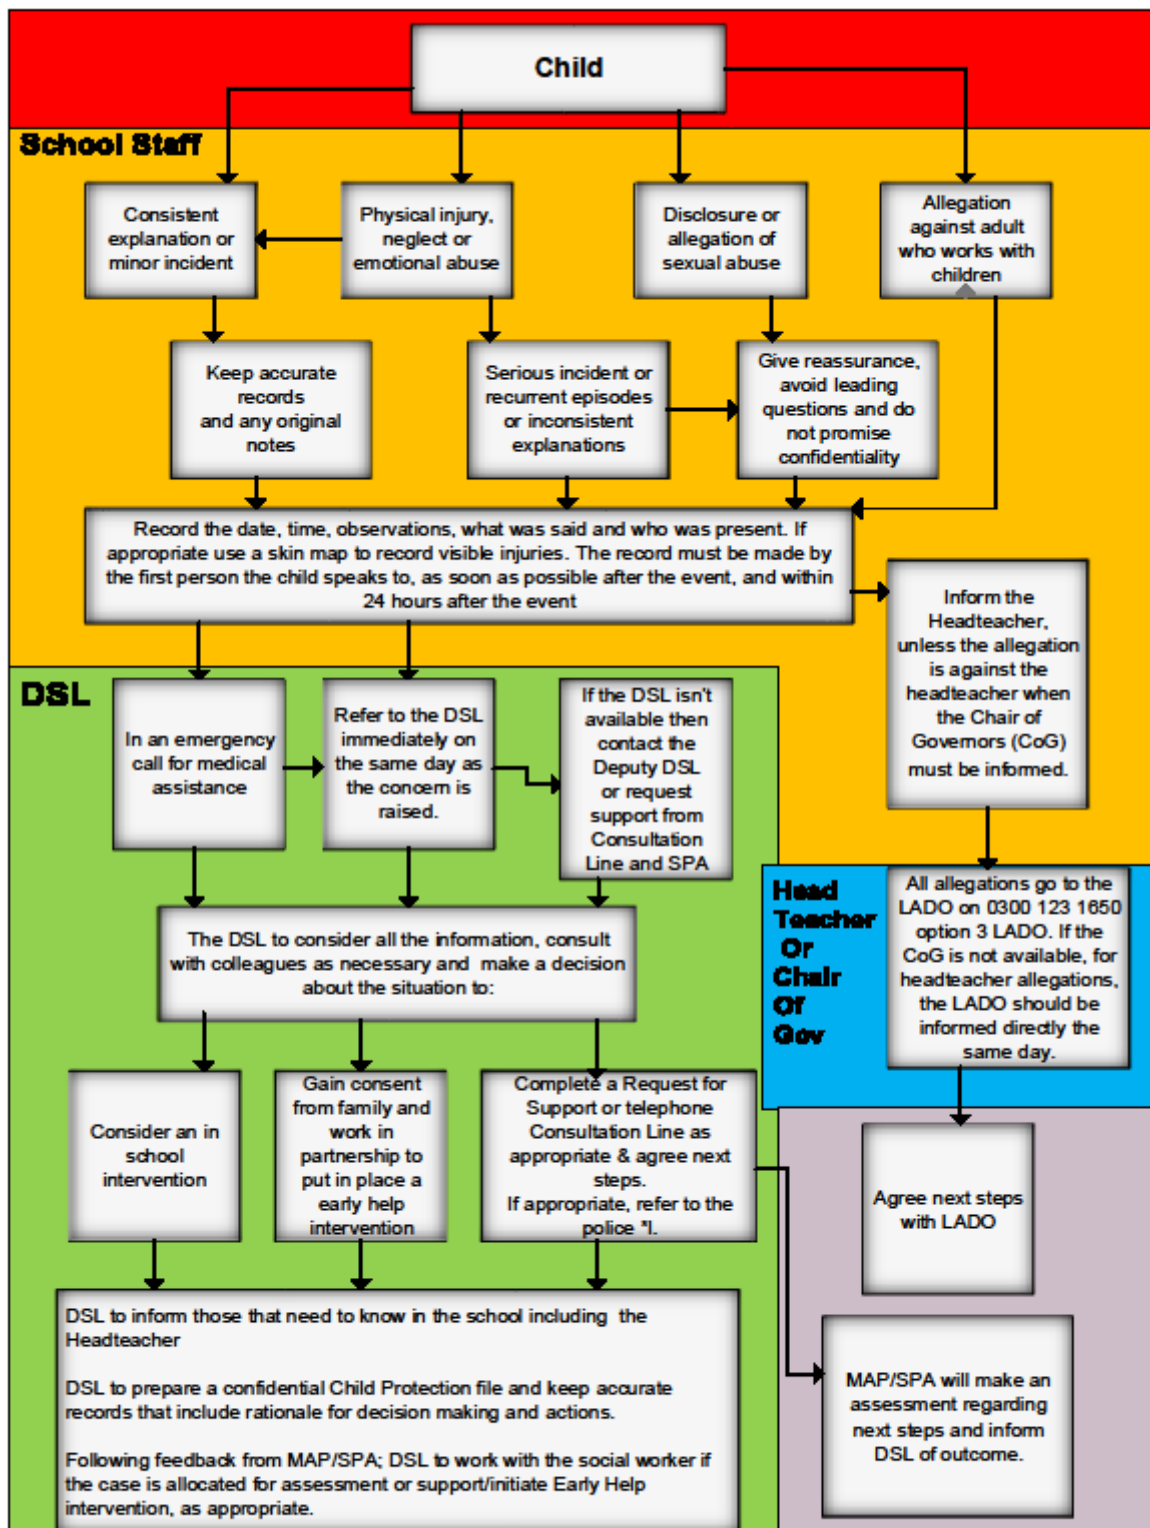 Child
School Staff
Consistent
explanation or
minor incident
Physical injury,
neglect or
emotional abuse
Disclosure or
allegation of
sexual abuse
Allegation
against adult
who works with
children
Keep accurate
records
and any original
notes
Serious incident or
recurrent episodes
or inconsistent
explanations
Give reassurance,
avoid leading
questions and do
not promise
confidentiality
Record the date, time, observations, what was said and who was present. If
appropriate use a skin map to record visible injuries. The record must be made by
the first person the child speaks to, as soon as possible after the event, and within
24 hours after the event
Inform the
Headteacher,
unless the allegation
is against the
headteacher when
the Chair of
Governors (CoG)
must be informed.
DSL
In an emergency
call for medical
assistance
Refer to the DSL
immediately on
the same day as
the concern is
raised.
If the DSL isn't
available then
contact the
Deputy DSL
or request
support from
Consultation
Line and SPA
Head
Teacher
Or
Chair
Of
Gov
All allegations go to the
LADO on 0300 123 1650
option 3 LADO. If the
CoG is not available, for
headteacher allegations,
the LADO should be
informed directly the
same day.
The DSL to consider all the information, consult
with colleagues as necessary and make a decision
about the situation to:
Consider an in
school
intervention
Gain consent
from family and
work in
partnership to
put in place a
early help
intervention
Complete a Request for
Support or telephone
Consultation Line as
appropriate & agree next
steps.
If appropriate, refer to the
police *I.
Agree next steps
with LADO
DSL to inform those that need to know in the school including the
Headteacher
DSL to prepare a confidential Child Protection file and keep accurate
records that include rationale for decision making and actions.
Following feedback from MAP/SPA; DSL to work with the social worker if
the case is allocated for assessment or support/initiate Early Help
intervention, as appropriate.
MAP/SPA will make an
assessment regarding
next steps and inform
DSL of outcome.